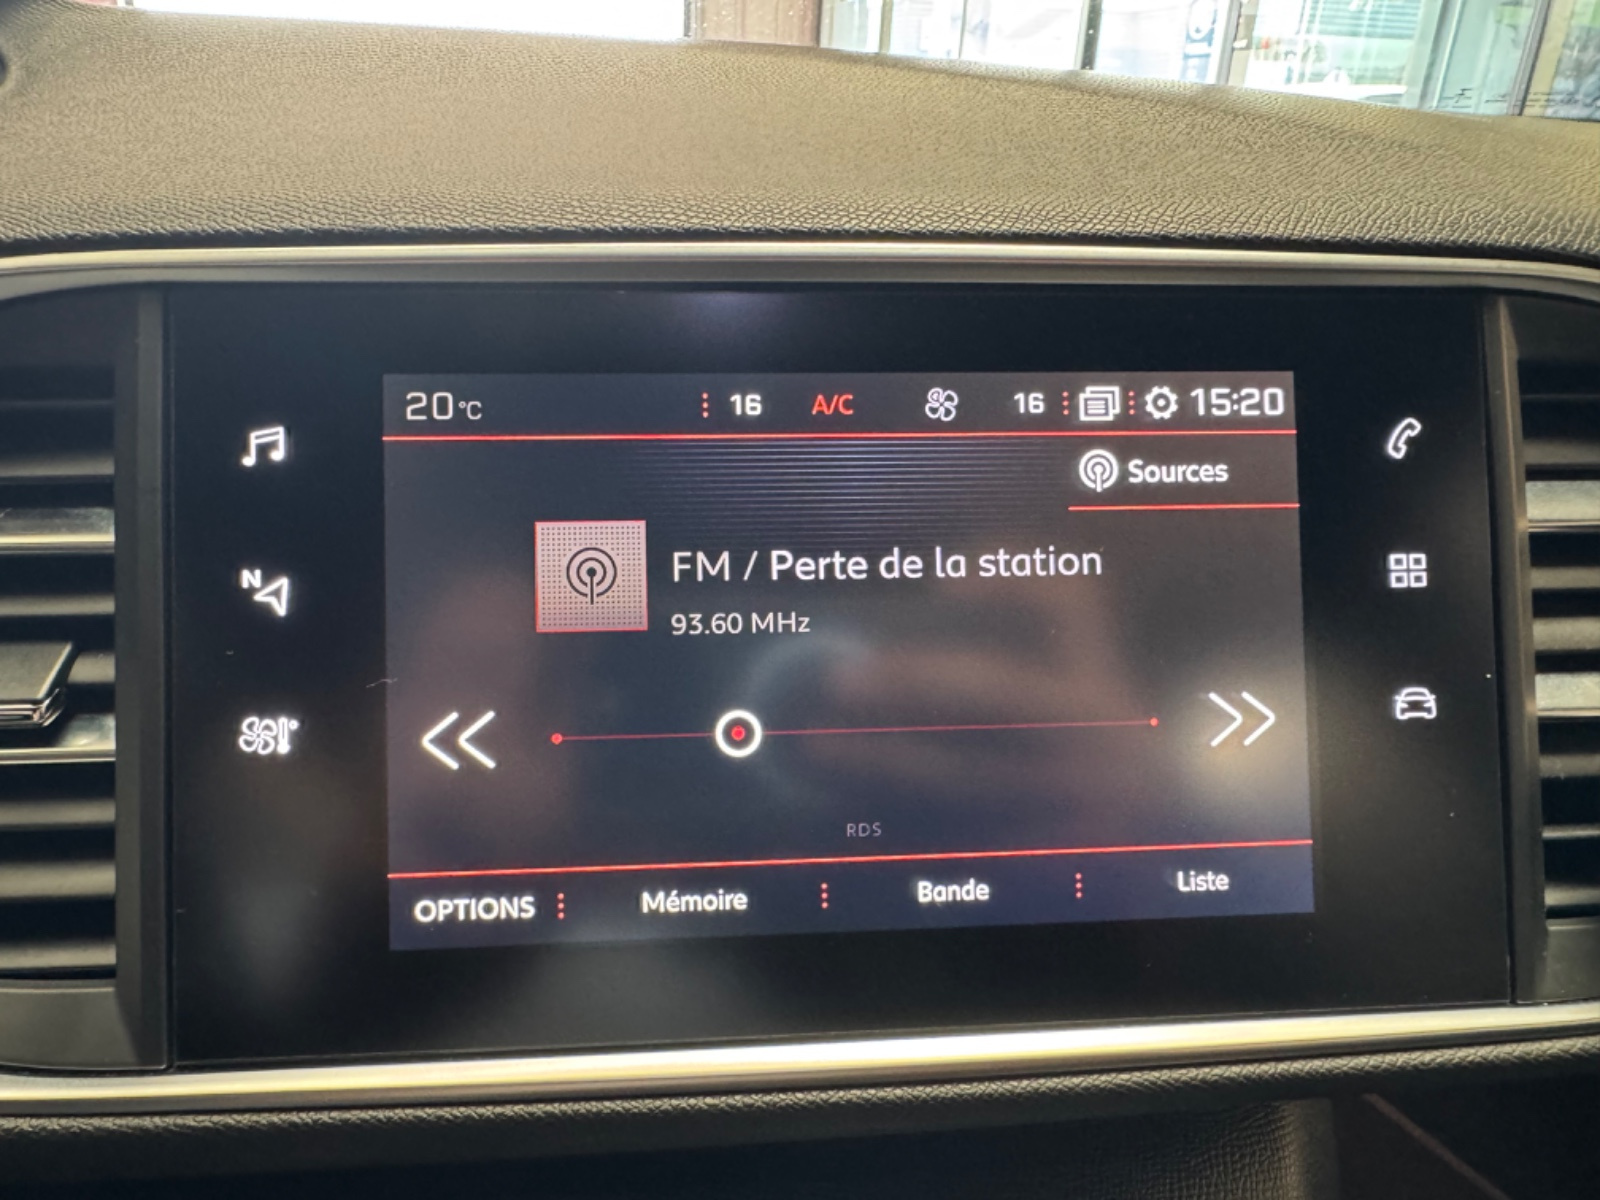 20°C 16 A/C 16 15:20
Sources
FM / Perte de la station
93.60 MHz
N
RDS
OPTIONS Mémoire Bande Liste